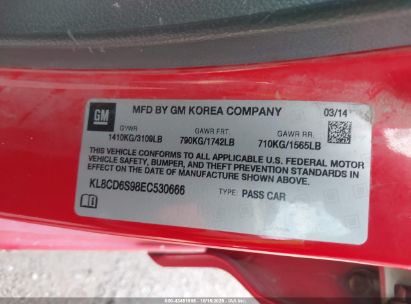 GM
MFD BY GM KOREA COMPANY 03/14
GVWR GAWR FRT. GAWR RR.
1410KG/3109LB 790KG/1742LB 710KG/1565LB
THIS VEHICLE CONFORMS TO ALL APPLICABLE U.S. FEDERAL MOTOR
VEHICLE SAFETY, BUMPER, AND THEFT PREVENTION STANDARDS IN
EFFECT ON THE DATE OF MANUFACTURE SHOWN ABOVE.
KL8CD6S98EC530666 TYPE: PASS CAR